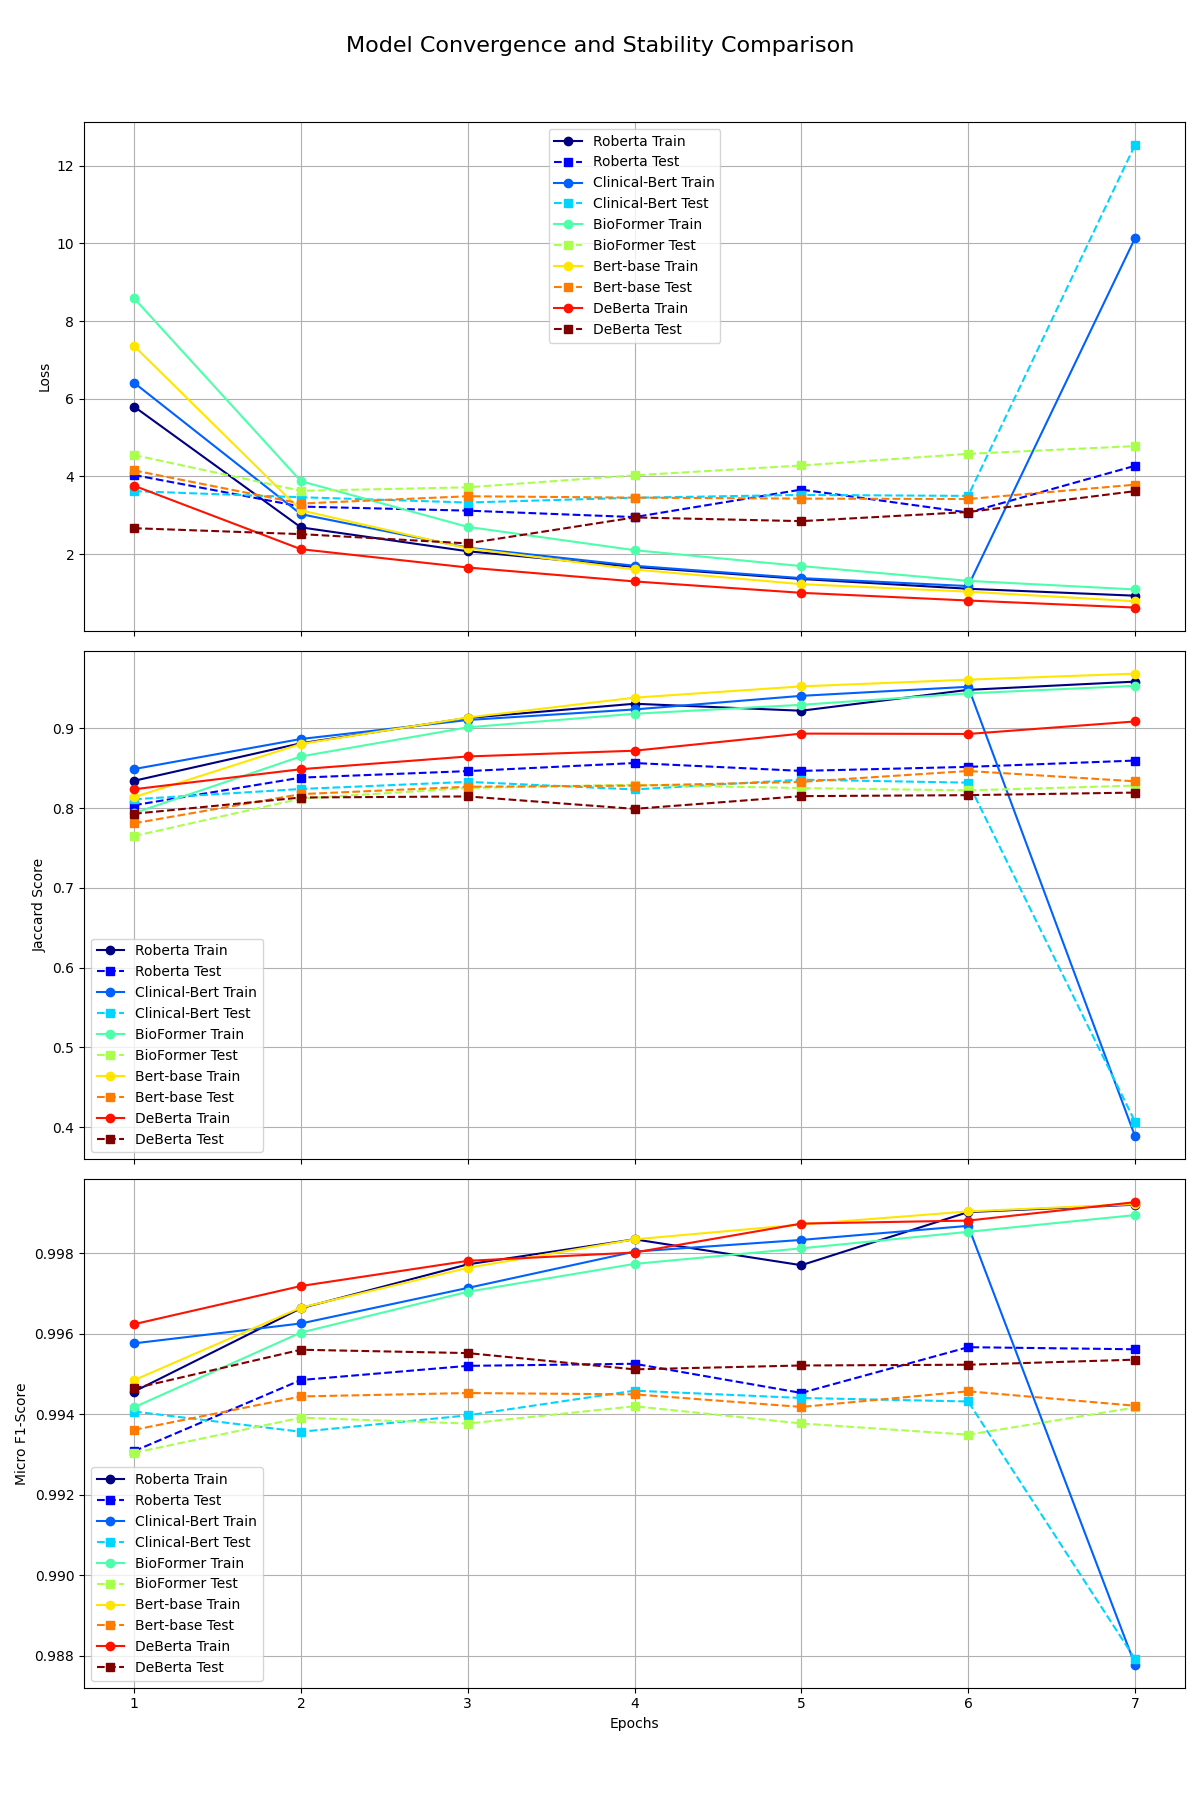 Model Convergence and Stability Comparison
Roberta Train
Roberta Test
Clinical-Bert Train
Clinical-Bert Test
BioFormer Train
BioFormer Test
Bert-base Train
Bert-base Test
DeBerta Train
DeBerta Test
12
10
8
6
4
2
Loss
0.9
0.8
0.7
0.6
0.5
0.4
Jaccard Score
Roberta Train
Roberta Test
Clinical-Bert Train
Clinical-Bert Test
BioFormer Train
BioFormer Test
Bert-base Train
Bert-base Test
DeBerta Train
DeBerta Test
0.998
0.996
0.994
0.992
0.990
0.988
Micro F1-Score
Roberta Train
Roberta Test
Clinical-Bert Train
Clinical-Bert Test
BioFormer Train
BioFormer Test
Bert-base Train
Bert-base Test
DeBerta Train
DeBerta Test
1 2 3 4 5 6 7
Epochs